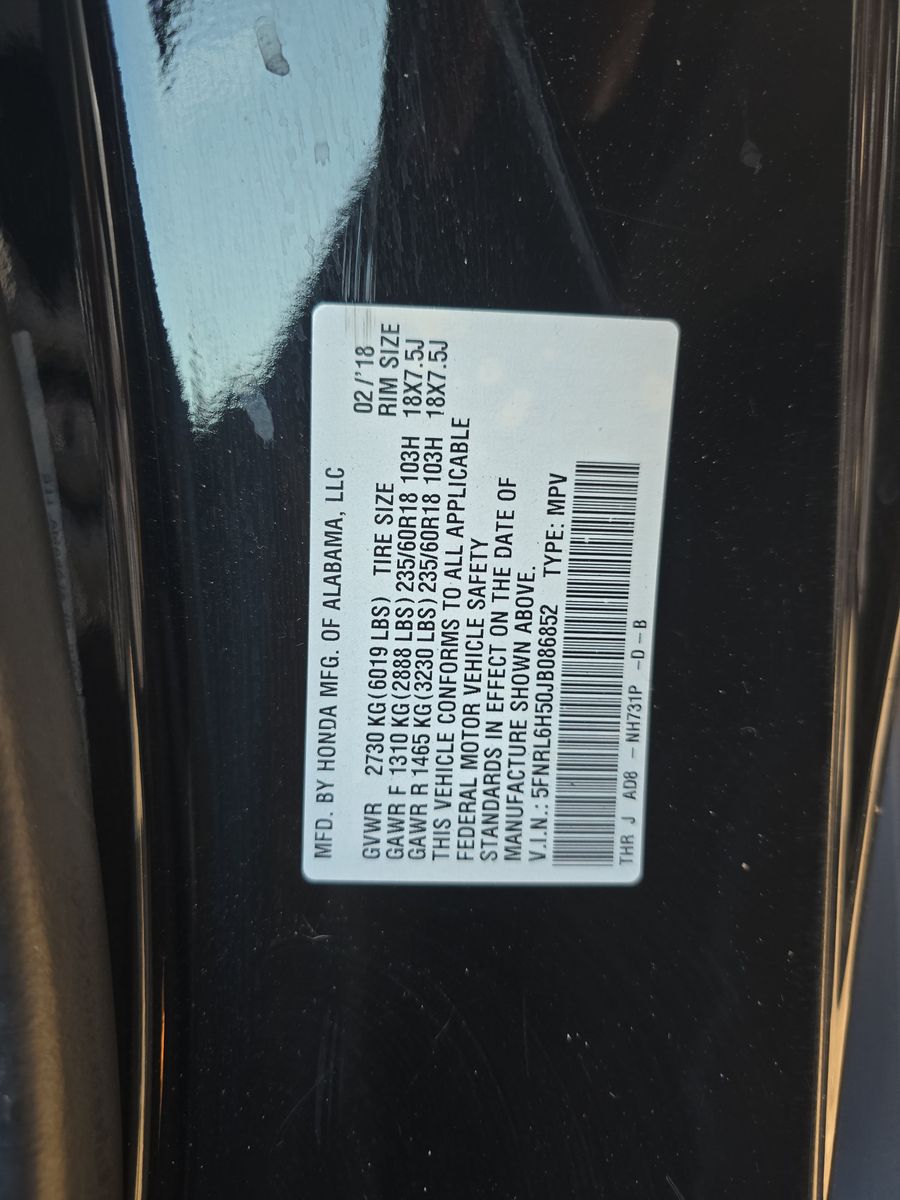 MFD. BY HONDA MFG. OF ALABAMA, LLC
02/'18
GVWR 2730 KG(6019 LBS) TIRE SIZE RIM SIZE
GAWR F 1310 KG(2888 LBS) 235/60R18 103H 18X7.5J
GAWR R 1465 KG(3230 LBS) 235/60R18 103H 18X7.5J
THIS VEHICLE CONFORMS TO ALL APPLICABLE
FEDERAL MOTOR VEHICLE SAFETY
STANDARDS IN EFFECT ON THE DATE OF
MANUFACTURE SHOWN ABOVE.
V.I.N.: 5FNRL6H50JB086852 TYPE: MPV
THR J AD8 - NH731P -D-B